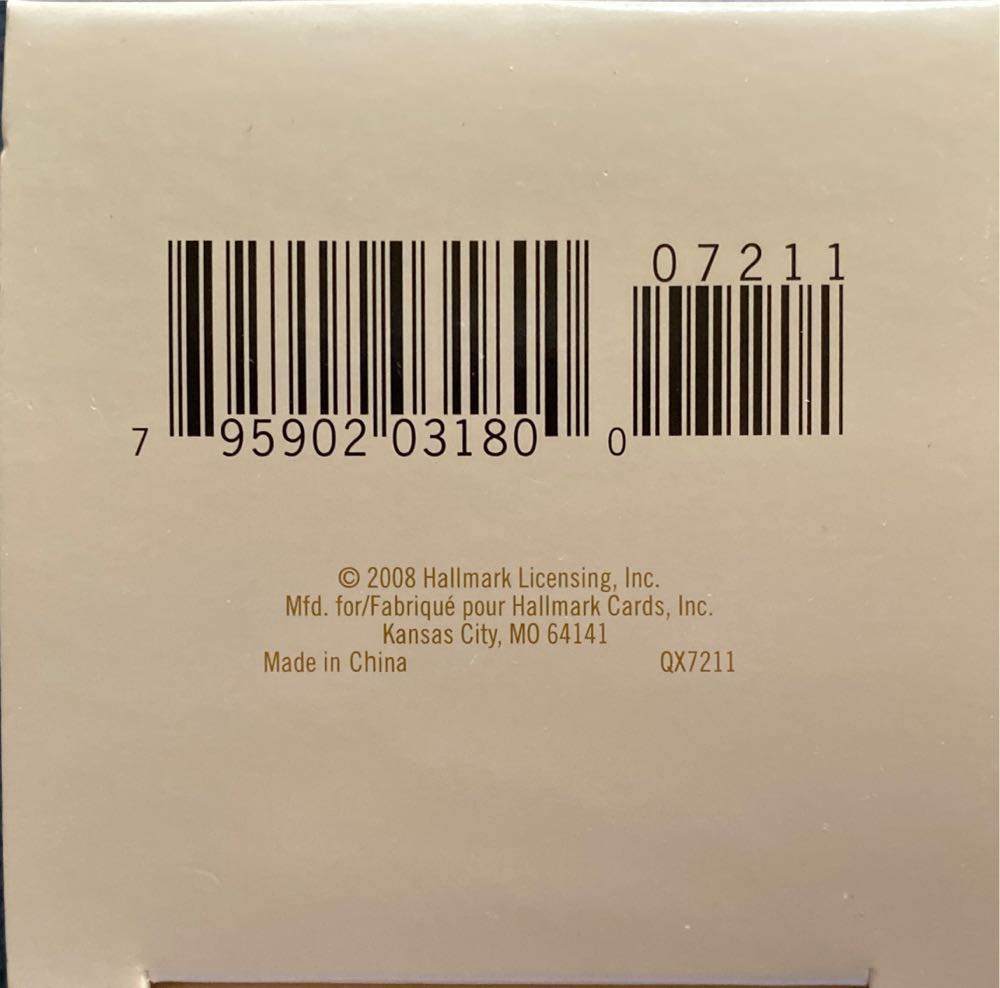 07211
7 95902 03180 0
© 2008 Hallmark Licensing, Inc.
Mfd. for/Fabriqué pour Hallmark Cards, Inc.
Kansas City, MO 64141
Made in China QX7211